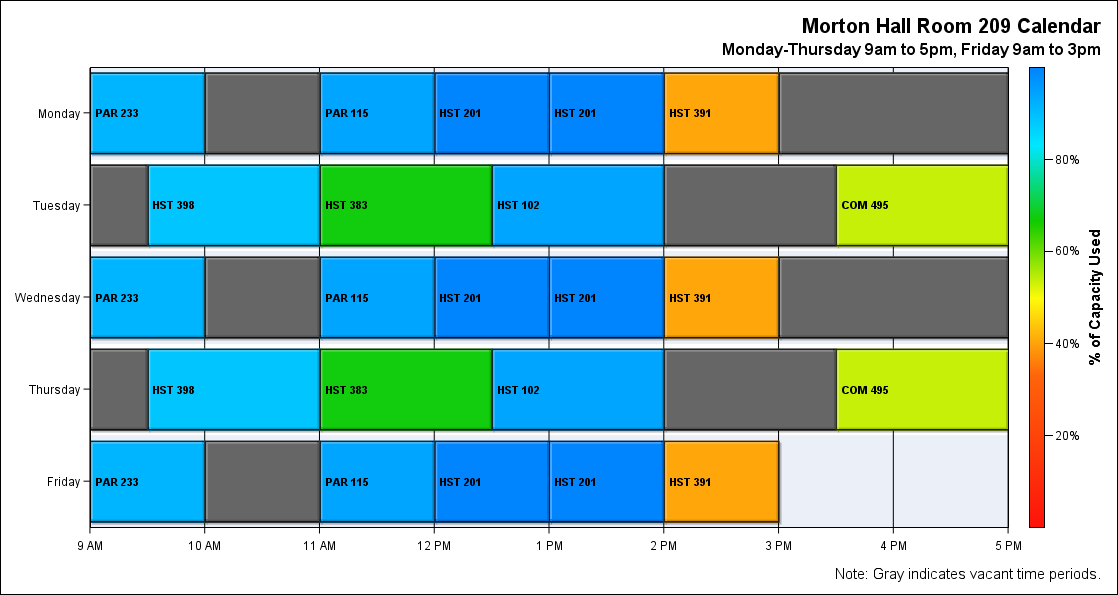 Morton Hall Room 209 Calendar
Monday-Thursday 9am to 5pm, Friday 9am to 3pm
Monday PAR 233 PAR 115 HST 201 HST 201 HST 391
Tuesday HST 398 HST 383 HST 102 COM 495
Wednesday PAR 233 PAR 115 HST 201 HST 201 HST 391
Thursday HST 398 HST 383 HST 102 COM 495
Friday PAR 233 PAR 115 HST 201 HST 201 HST 391
9 AM 10 AM 11 AM 12 PM 1 PM 2 PM 3 PM 4 PM 5 PM
80%
60%
40%
20%
% of Capacity Used
Note: Gray indicates vacant time periods.